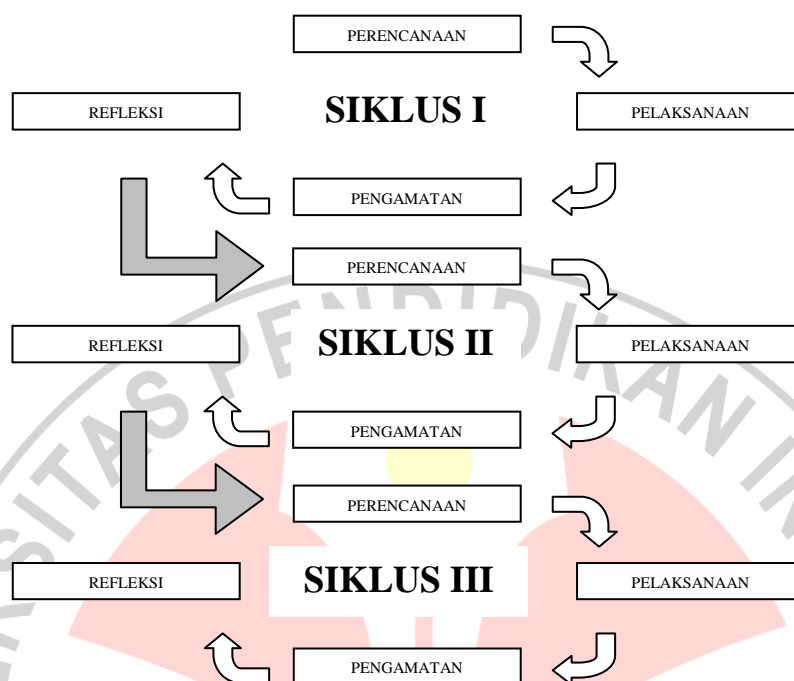 PERENCANAAN
SIKLUS I
REFLEKSI
PELAKSANAAN
PENGAMATAN
PERENCANAAN
SIKLUS II
REFLEKSI
PELAKSANAAN
PENGAMATAN
PERENCANAAN
SIKLUS III
REFLEKSI
PELAKSANAAN
PENGAMATAN